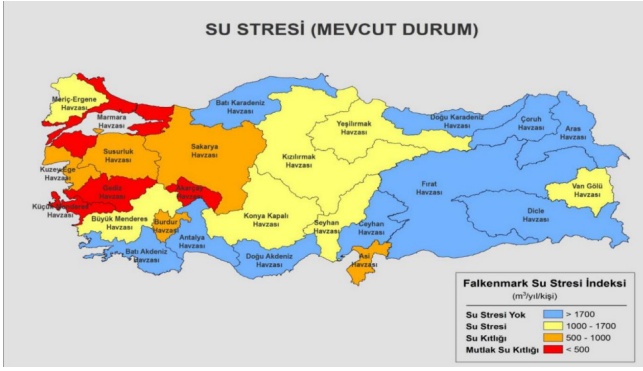 SU STRESİ (MEVCUT DURUM)
Meriç-Ergene
Havzası
Marmara
Havzası
Batı Karadeniz
Havzası
Yeşilırmak
Havzası
Doğu Karadeniz
Havzası
Çoruh
Havzası
Aras
Havzası
Susurluk
Havzası
Sakarya
Havzası
Kızılırmak
Havzası
Kuzey Ege
Havzası
Gediz
Havzası
Akarçay
Havzası
Fırat
Havzası
Van Gölü
Havzası
Küçük Menderes
Havzası
Büyük Menderes
Havzası
Burdur
Havzası
Konya Kapalı
Havzası
Seyhan
Havzası
Ceyhan
Havzası
Dicle
Havzası
Batı Akdeniz
Havzası
Antalya
Havzası
Doğu Akdeniz
Havzası
Asi
Havzası
Falkenmark Su Stresi İndeksi
(m³/yıl/kişi)
Su Stresi Yok > 1700
Su Stresi 1000 - 1700
Su Kıtlığı 500 - 1000
Mutlak Su Kıtlığı < 500